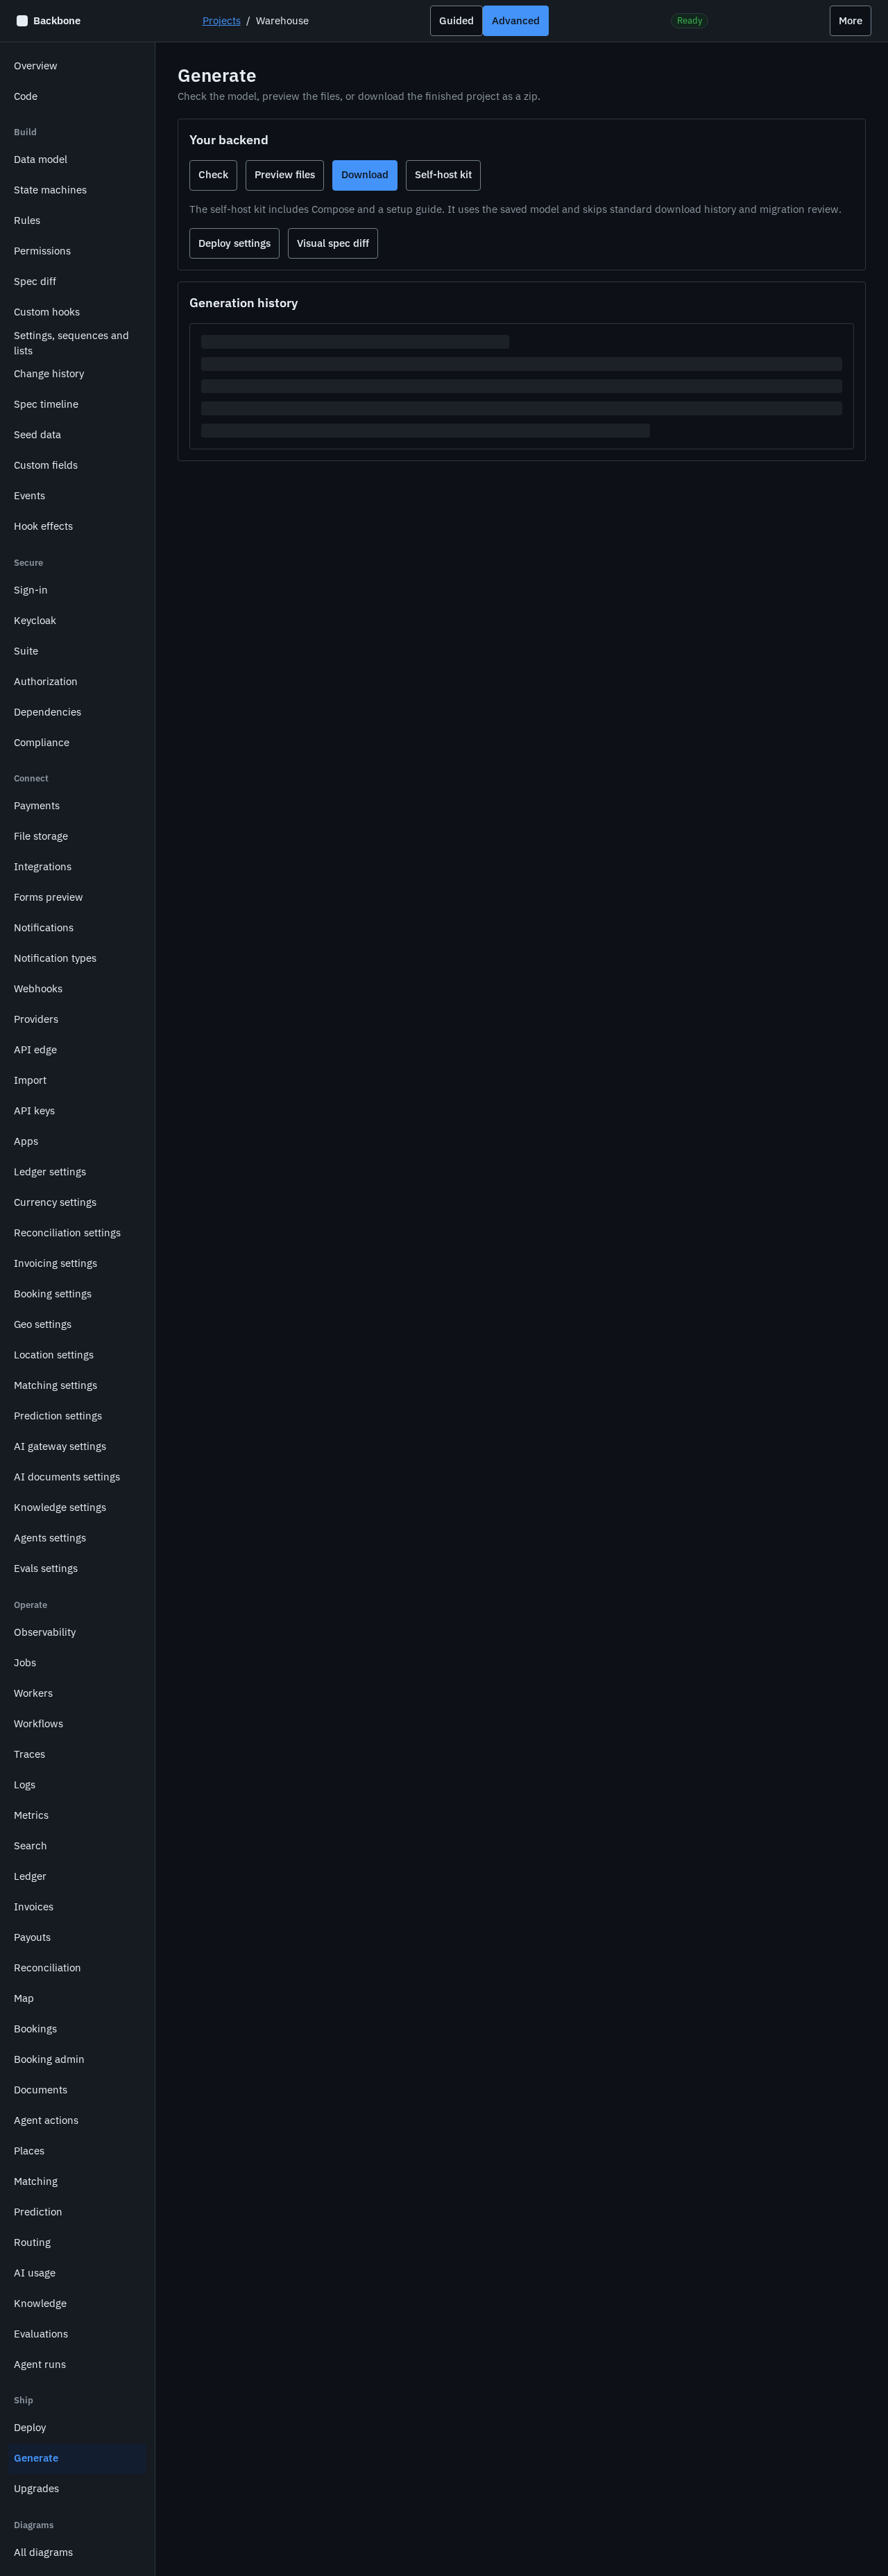 Backbone
Projects / Warehouse
Guided
Advanced
Ready
More
Overview
Code
Build
Data model
State machines
Rules
Permissions
Spec diff
Custom hooks
Settings, sequences and
lists
Change history
Spec timeline
Seed data
Custom fields
Events
Hook effects
Secure
Sign-in
Keycloak
Suite
Authorization
Dependencies
Compliance
Connect
Payments
File storage
Integrations
Forms preview
Notifications
Notification types
Webhooks
Providers
API edge
Import
API keys
Apps
Ledger settings
Currency settings
Reconciliation settings
Invoicing settings
Booking settings
Geo settings
Location settings
Matching settings
Prediction settings
AI gateway settings
AI documents settings
Knowledge settings
Agents settings
Evals settings
Operate
Observability
Jobs
Workers
Workflows
Traces
Logs
Metrics
Search
Ledger
Invoices
Payouts
Reconciliation
Map
Bookings
Booking admin
Documents
Agent actions
Places
Matching
Prediction
Routing
AI usage
Knowledge
Evaluations
Agent runs
Ship
Deploy
Generate
Upgrades
Diagrams
All diagrams
Generate
Check the model, preview the files, or download the finished project as a zip.
Your backend
Check
Preview files
Download
Self-host kit
The self-host kit includes Compose and a setup guide. It uses the saved model and skips standard download history and migration review.
Deploy settings
Visual spec diff
Generation history